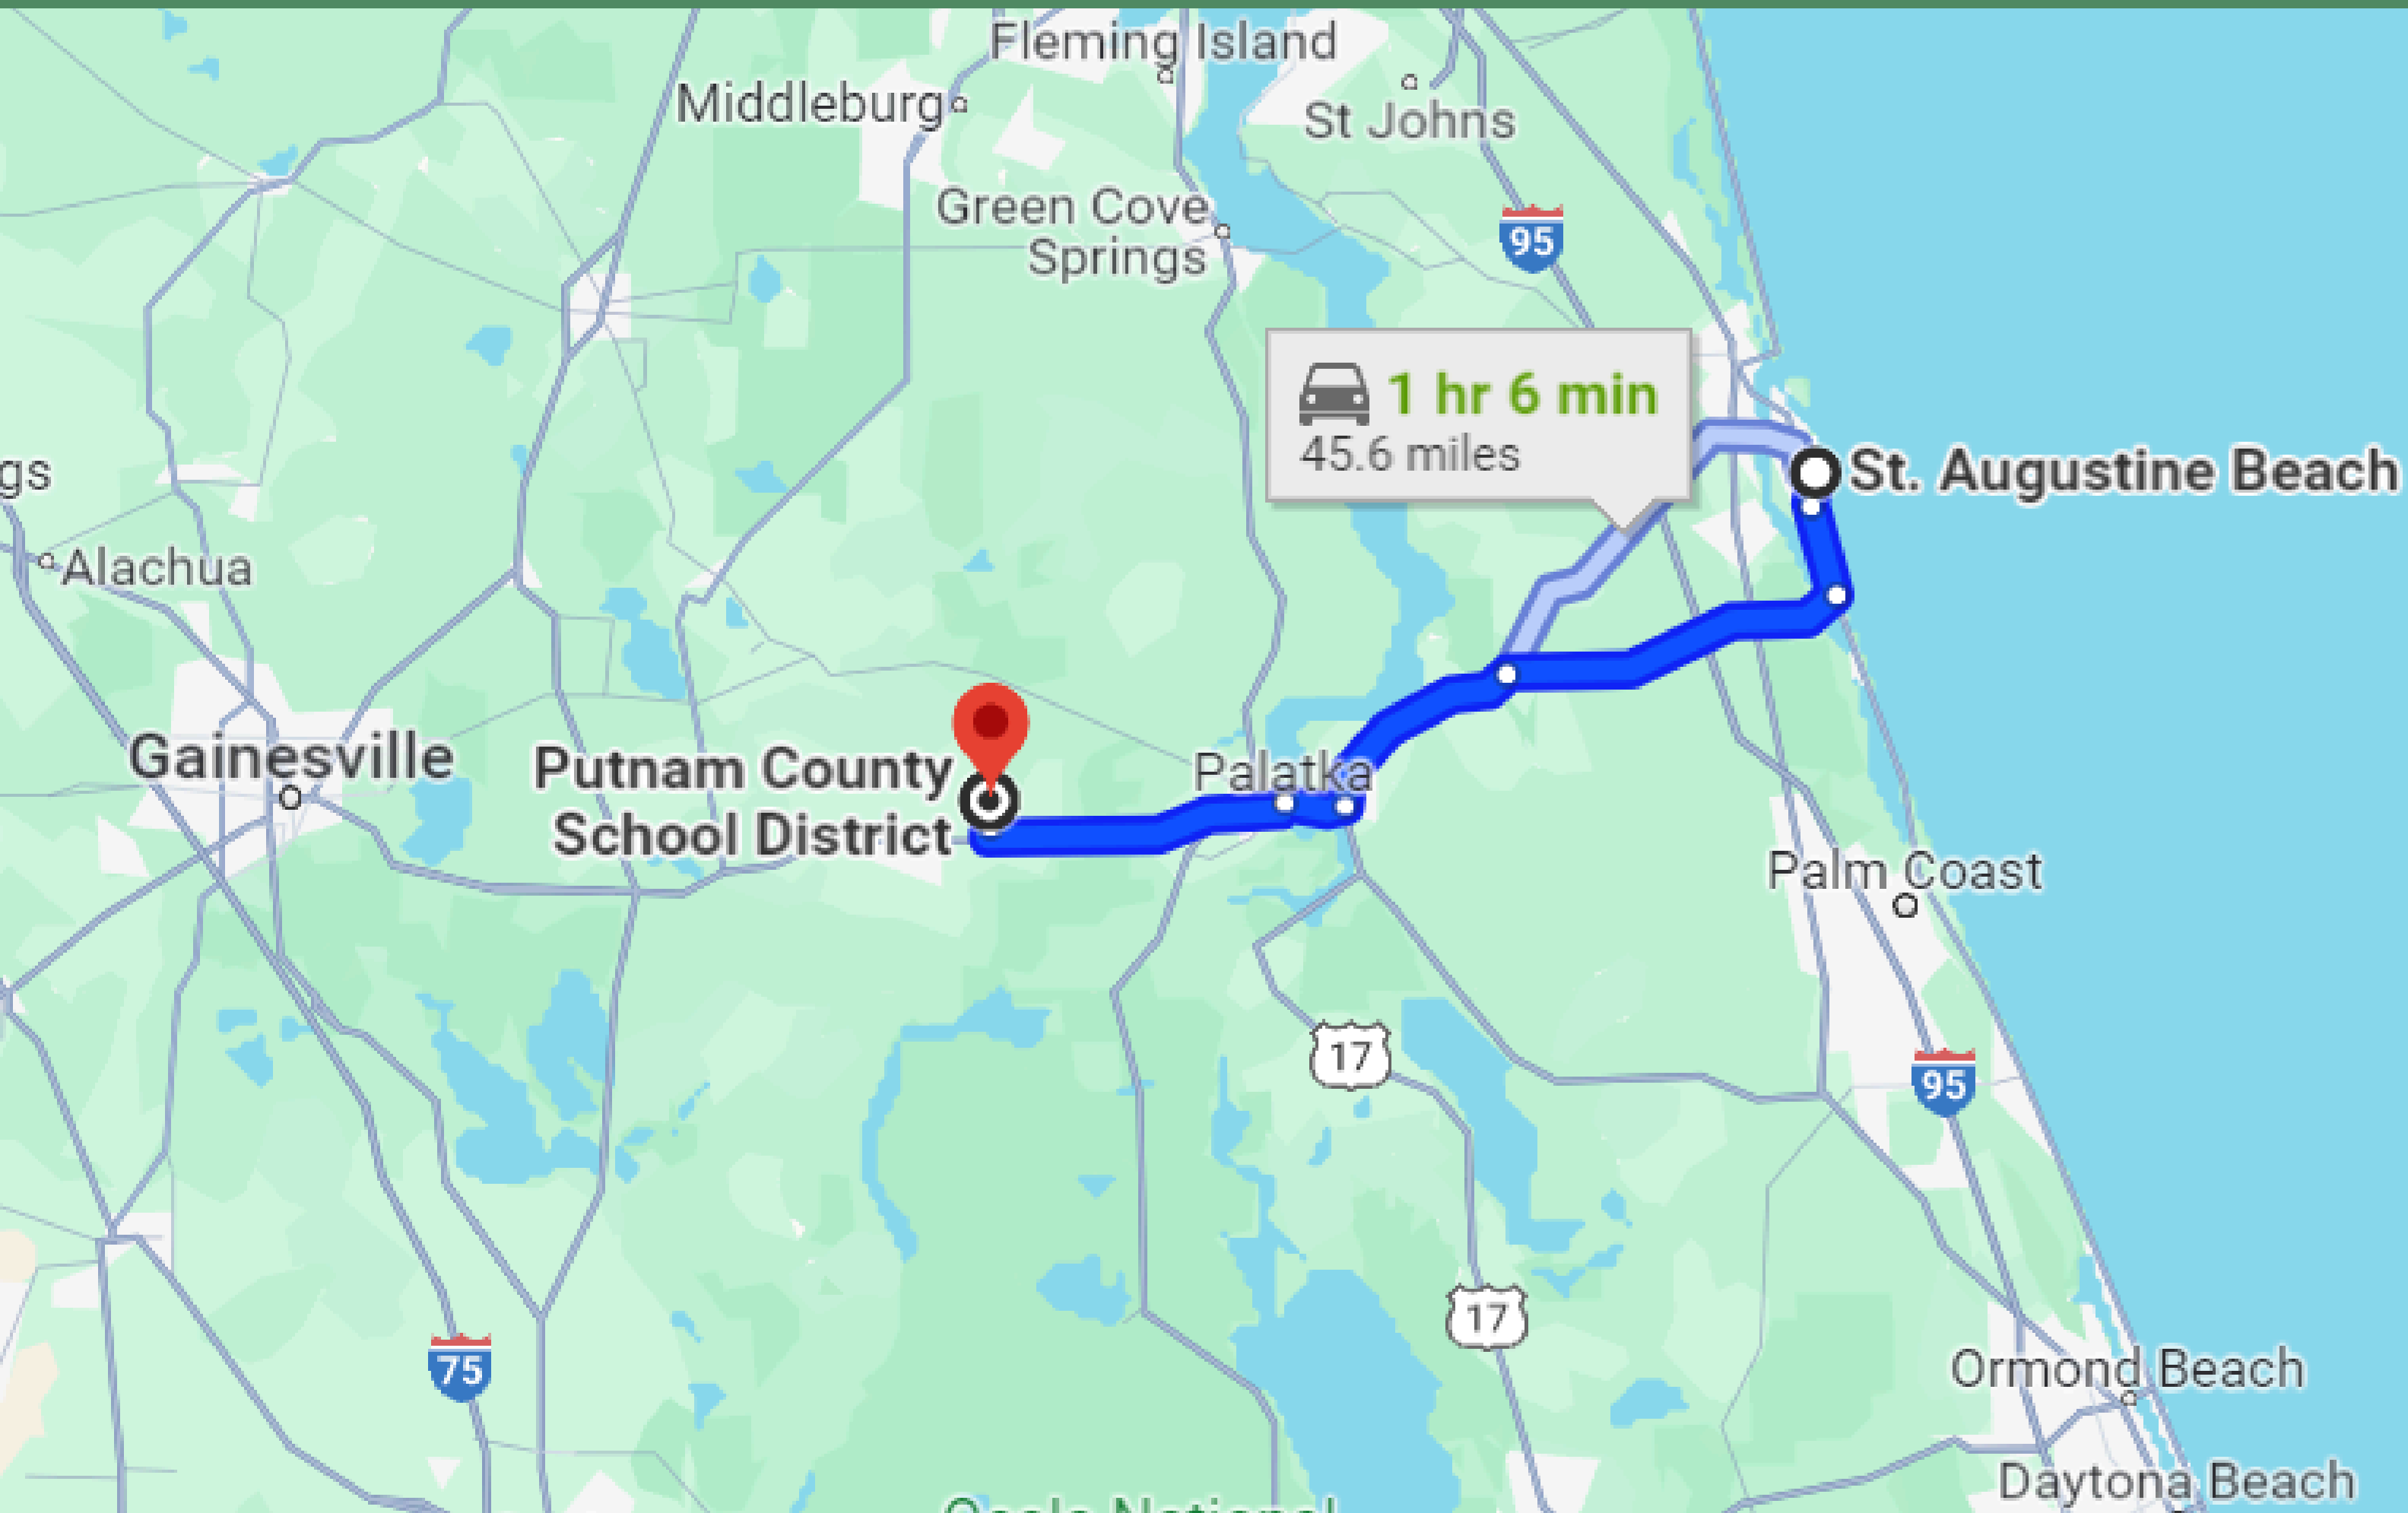 Fleming Island
Middleburg
St Johns
Green Cove
Springs
95
1 hr 6 min
45.6 miles
St. Augustine Beach
gs
Alachua
Gainesville
Putnam County
School District
Palatka
Palm Coast
17
95
17
75
Ormond Beach
Daytona Beach